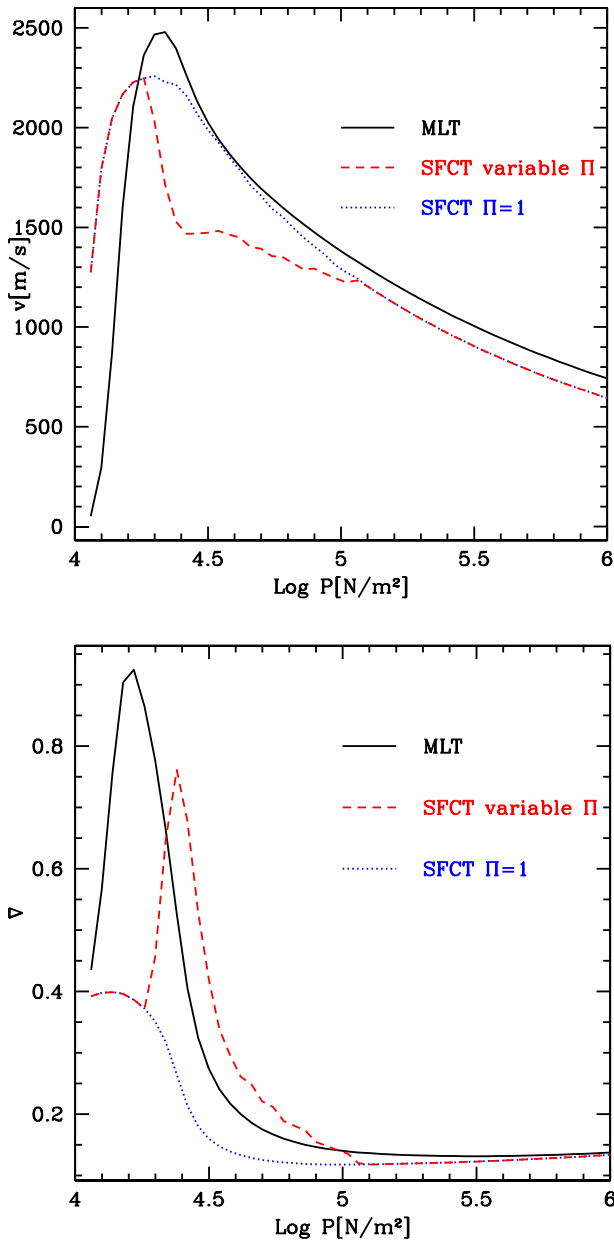 2500
2000
1500
1000
500
0
v[m/s]
MLT
SFCT variable Π
SFCT Π=1
4 4.5 5 5.5 6
Log P[N/m²]
0.8
0.6
0.4
0.2
∇
MLT
SFCT variable Π
SFCT Π=1
4 4.5 5 5.5 6
Log P[N/m²]